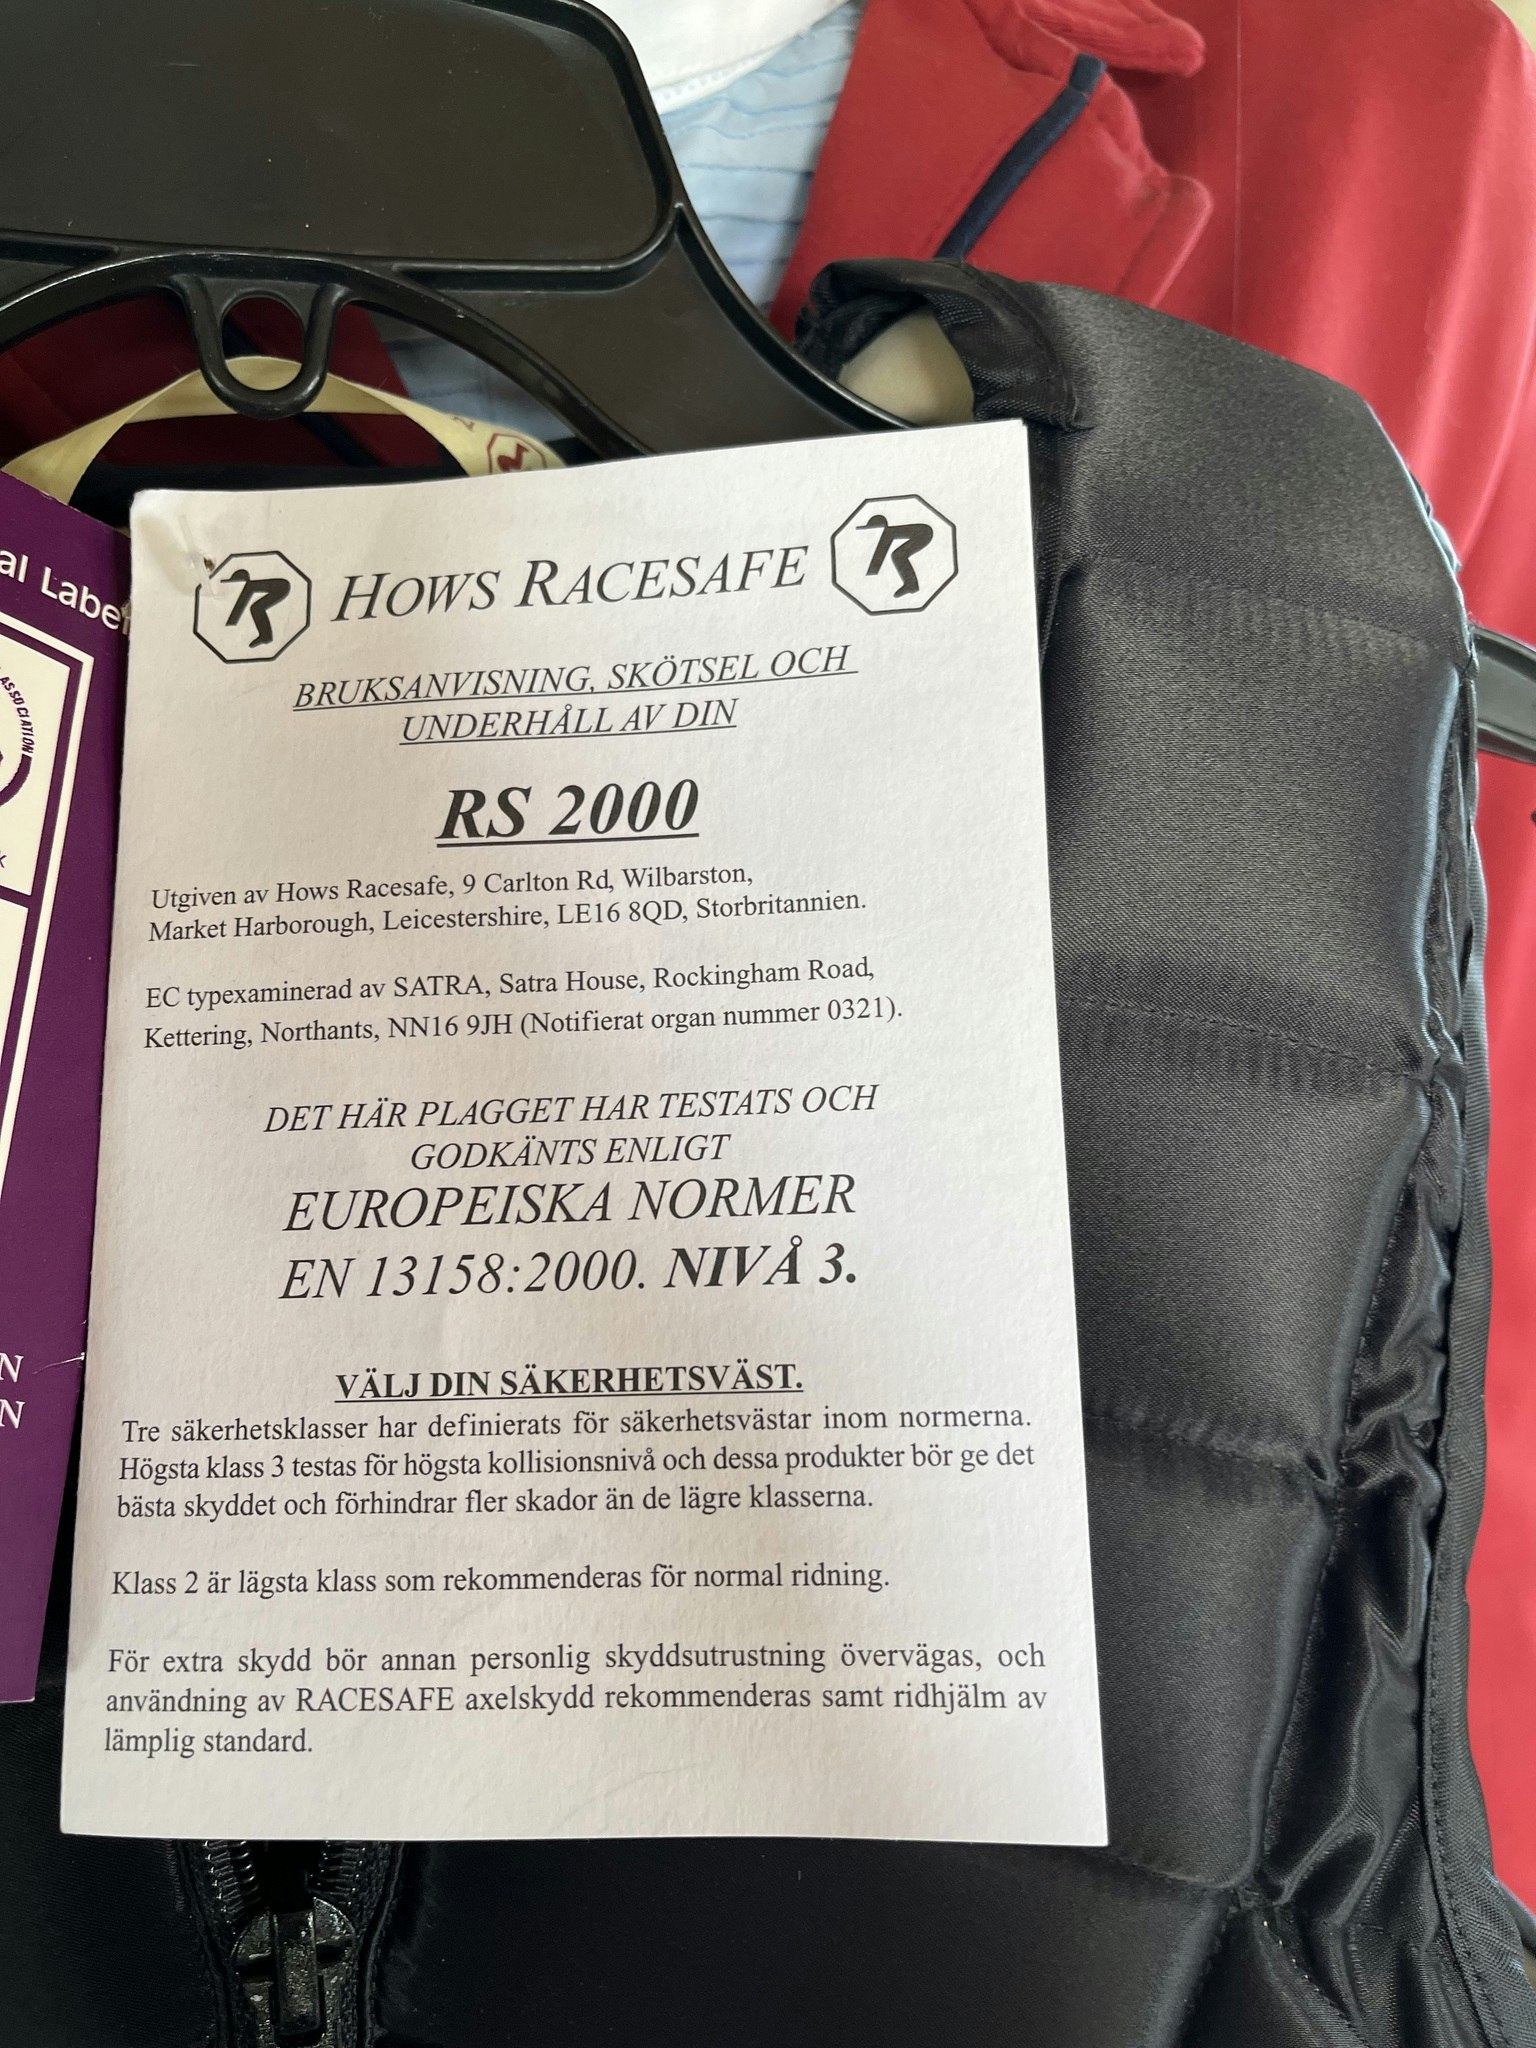 al Label
ASSOCIATION
k
N
N
HOWS RACESAFE
BRUKSANVISNING, SKÖTSEL OCH
UNDERHÅLL AV DIN
RS 2000
Utgiven av Hows Racesafe, 9 Carlton Rd, Wilbarston,
Market Harborough, Leicestershire, LE16 8QD, Storbritannien.
EC typexaminerad av SATRA, Satra House, Rockingham Road,
Kettering, Northants, NN16 9JH (Notifierat organ nummer 0321).
DET HÄR PLAGGET HAR TESTATS OCH
GODKÄNTS ENLIGT
EUROPEISKA NORMER
EN 13158:2000. NIVÅ 3.
VÄLJ DIN SÄKERHETSVÄST.
Tre säkerhetsklasser har definierats för säkerhetsvästar inom normerna.
Högsta klass 3 testas för högsta kollisionsnivå och dessa produkter bör ge det
bästa skyddet och förhindrar fler skador än de lägre klasserna.
Klass 2 är lägsta klass som rekommenderas för normal ridning.
För extra skydd bör annan personlig skyddsutrustning övervägas, och
användning av RACESAFE axelskydd rekommenderas samt ridhjälm av
lämplig standard.